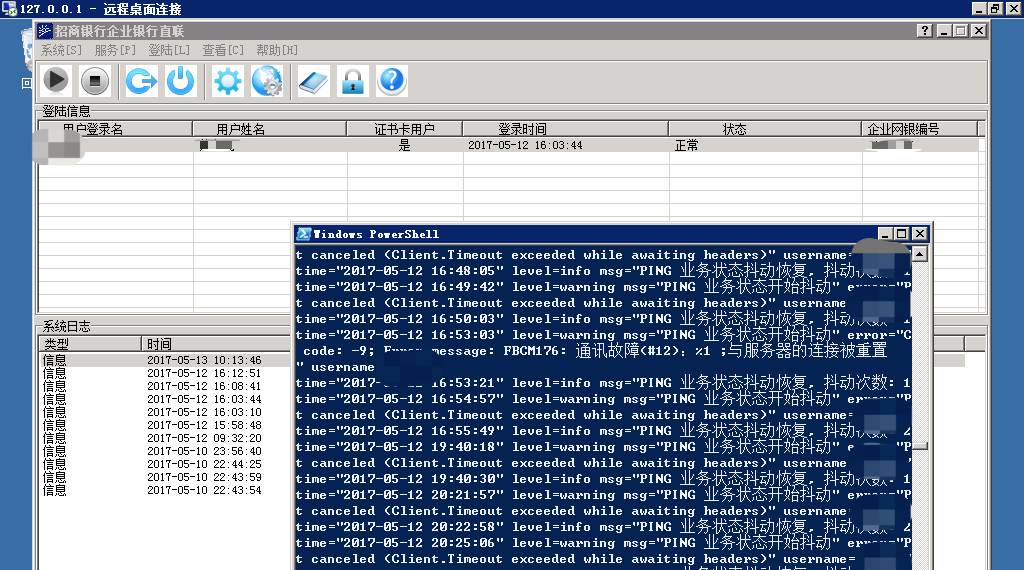 127.0.0.1 - 远程桌面连接
招商银行企业银行直联
系统[S] 服务[P] 登陆[L] 查看[C] 帮助[H]
回
登陆信息
用户登录名 用户姓名 证书卡用户 登录时间 状态 企业网银编号
是 2017-05-12 16:03:44 正常
系统日志
类型 时间
信息 2017-05-13 10:13:46
信息 2017-05-12 16:12:51
信息 2017-05-12 16:08:41
信息 2017-05-12 16:03:44
信息 2017-05-12 16:03:10
信息 2017-05-12 15:58:48
信息 2017-05-12 09:32:20
信息 2017-05-10 23:56:40
信息 2017-05-10 22:44:25
信息 2017-05-10 22:43:59
信息 2017-05-10 22:43:54
Windows PowerShell
t canceled (Client.Timeout exceeded while awaiting headers)" username=
time="2017-05-12 16:48:05" level=info msg="PING 业务状态抖动恢复, 抖动次数: 1
time="2017-05-12 16:49:42" level=warning msg="PING 业务状态开始抖动" error="P
t canceled (Client.Timeout exceeded while awaiting headers)" username
time="2017-05-12 16:50:03" level=info msg="PING 业务状态抖动恢复, 抖动次数: 1
time="2017-05-12 16:53:03" level=warning msg="PING 业务状态开始抖动" error="C
code: -9; Error message: FBCM176: 通讯故障(#12): %1 ;与服务器的连接被重置
" username
time="2017-05-12 16:53:21" level=info msg="PING 业务状态抖动恢复, 抖动次数: 1
time="2017-05-12 16:54:57" level=warning msg="PING 业务状态开始抖动" error="P
t canceled (Client.Timeout exceeded while awaiting headers)" username
time="2017-05-12 16:55:49" level=info msg="PING 业务状态抖动恢复, 抖动次数: 2
time="2017-05-12 19:40:18" level=warning msg="PING 业务状态开始抖动" error="P
t canceled (Client.Timeout exceeded while awaiting headers)" username
time="2017-05-12 19:40:30" level=info msg="PING 业务状态抖动恢复, 抖动次数: 1
time="2017-05-12 20:21:57" level=warning msg="PING 业务状态开始抖动" error="P
t canceled (Client.Timeout exceeded while awaiting headers)" username=
time="2017-05-12 20:22:58" level=info msg="PING 业务状态抖动恢复, 抖动次数: 2
time="2017-05-12 20:25:06" level=warning msg="PING 业务状态开始抖动" error="P
t canceled (Client.Timeout exceeded while awaiting headers)" username=